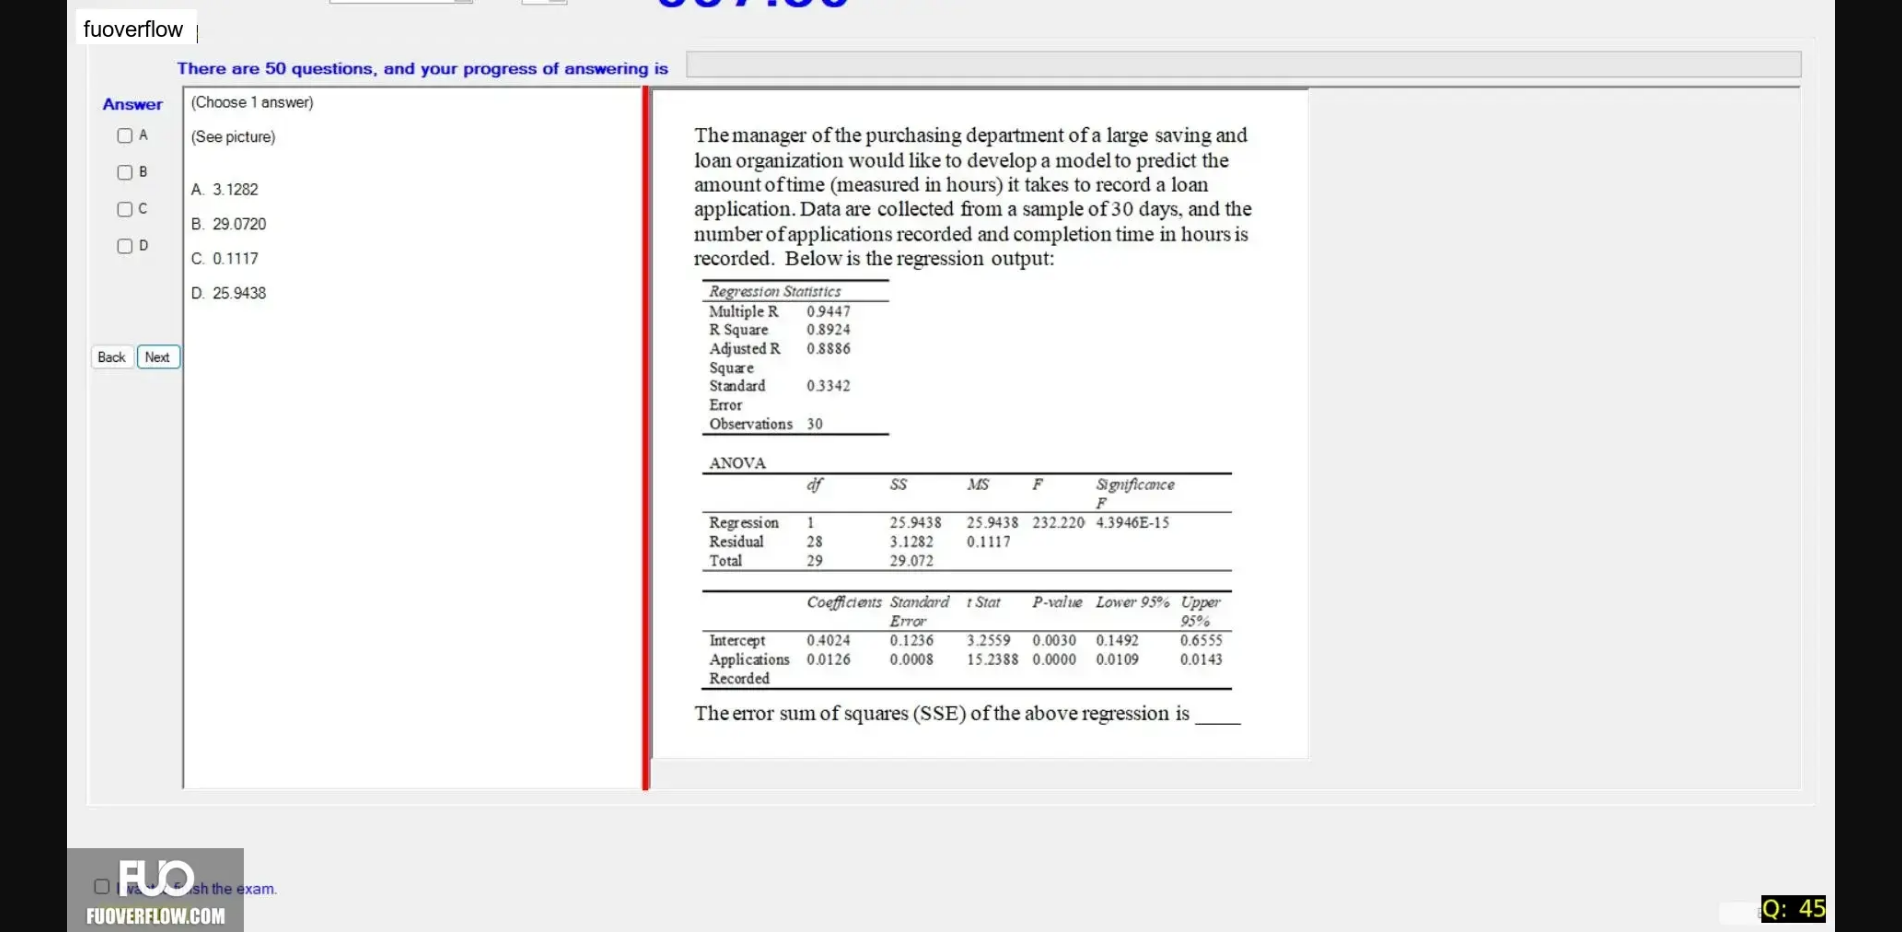 fuoverflow
There are 50 questions, and your progress of answering is
Answer
A
B
C
D
Back Next
(Choose 1 answer)
(See picture)
A. 3.1282
B. 29.0720
C. 0.1117
D. 25.9438
The manager of the purchasing department of a large saving and
loan organization would like to develop a model to predict the
amount of time (measured in hours) it takes to record a loan
application. Data are collected from a sample of 30 days, and the
number of applications recorded and completion time in hours is
recorded. Below is the regression output:
Regression Statistics
Multiple R 0.9447
R Square 0.8924
Adjusted R 0.8886
Square
Standard 0.3342
Error
Observations 30
ANOVA
df SS MS F Significance
F
Regression 1 25.9438 25.9438 232.220 4.3946E-15
Residual 28 3.1282 0.1117
Total 29 29.072
Coefficients Standard t Stat P-value Lower 95% Upper
Error 95%
Intercept 0.4024 0.1236 3.2559 0.0030 0.1492 0.6555
Applications 0.0126 0.0008 15.2388 0.0000 0.0109 0.0143
Recorded
The error sum of squares (SSE) of the above regression is ____
FUO
the exam.
FUOVERFLOW.COM
Q: 45